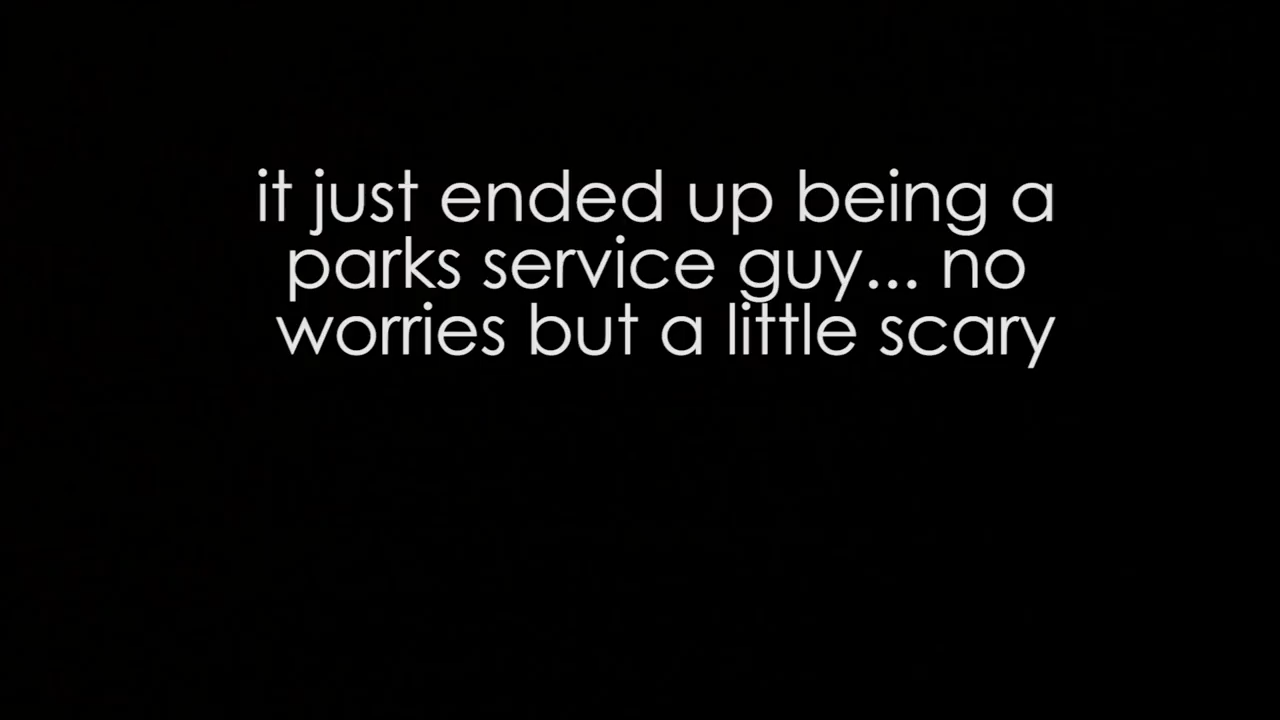 it just ended up being a
parks service guy... no
worries but a little scary